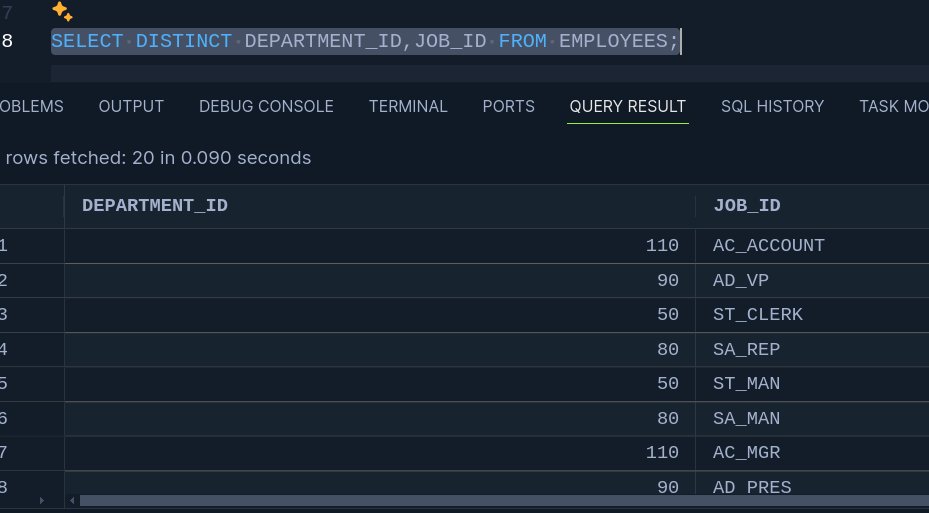 7
8 SELECT DISTINCT DEPARTMENT_ID,JOB_ID FROM EMPLOYEES;
OBLEMS OUTPUT DEBUG CONSOLE TERMINAL PORTS QUERY RESULT SQL HISTORY TASK MO
rows fetched: 20 in 0.090 seconds
DEPARTMENT_ID JOB_ID
1 110 AC_ACCOUNT
2 90 AD_VP
3 50 ST_CLERK
4 80 SA_REP
5 50 ST_MAN
6 80 SA_MAN
7 110 AC_MGR
8 90 AD_PRES